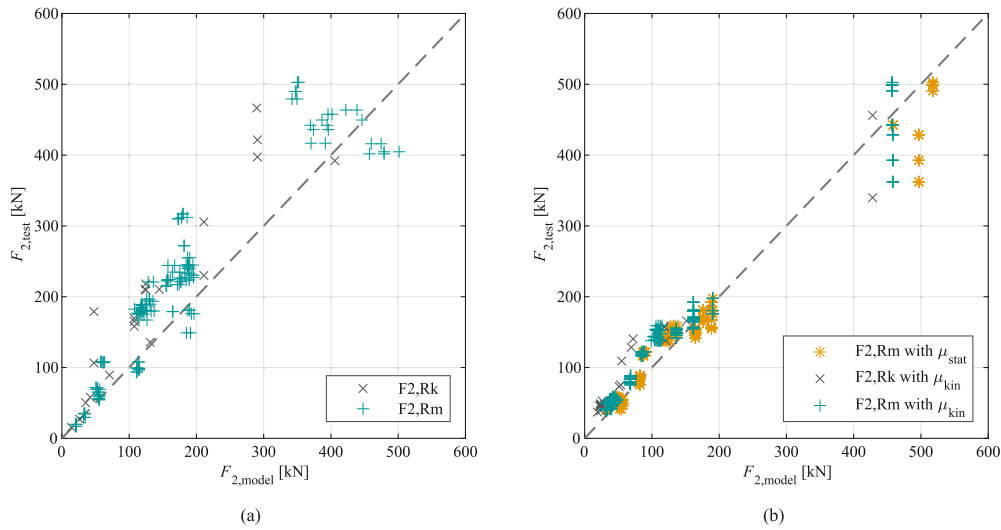 600
500
400
300
200
100
0
F2,test [kN]
0 100 200 300 400 500 600
F2,model [kN]
F2,Rk
F2,Rm
(a)
600
500
400
300
200
100
0
F2,test [kN]
0 100 200 300 400 500 600
F2,model [kN]
F2,Rm with μstat
F2,Rk with μkin
F2,Rm with μkin
(b)